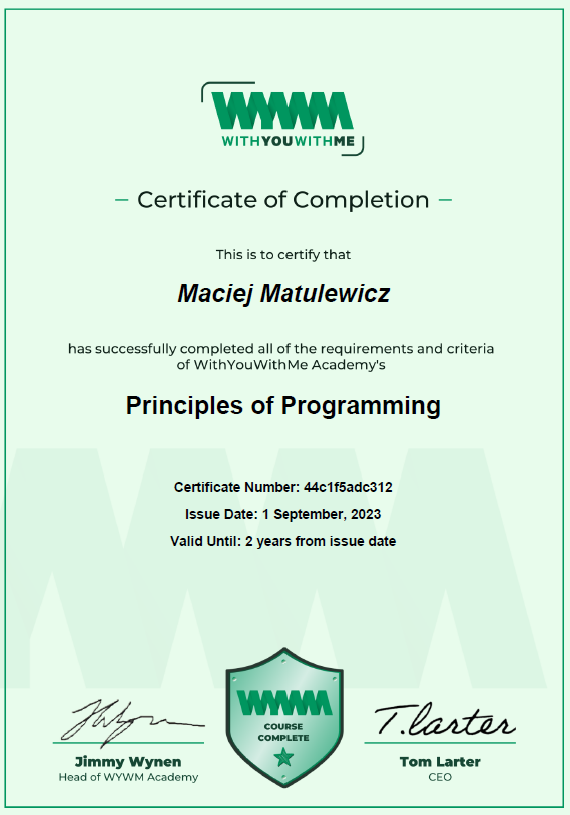 WYWM
WITHYOUWITHME
– Certificate of Completion –
This is to certify that
Maciej Matulewicz
has successfully completed all of the requirements and criteria
of WithYouWithMe Academy's
Principles of Programming
Certificate Number: 44c1f5adc312
Issue Date: 1 September, 2023
Valid Until: 2 years from issue date
WYWM
COURSE
COMPLETE
T.Larter
Jimmy Wynen
Head of WYWM Academy
Tom Larter
CEO